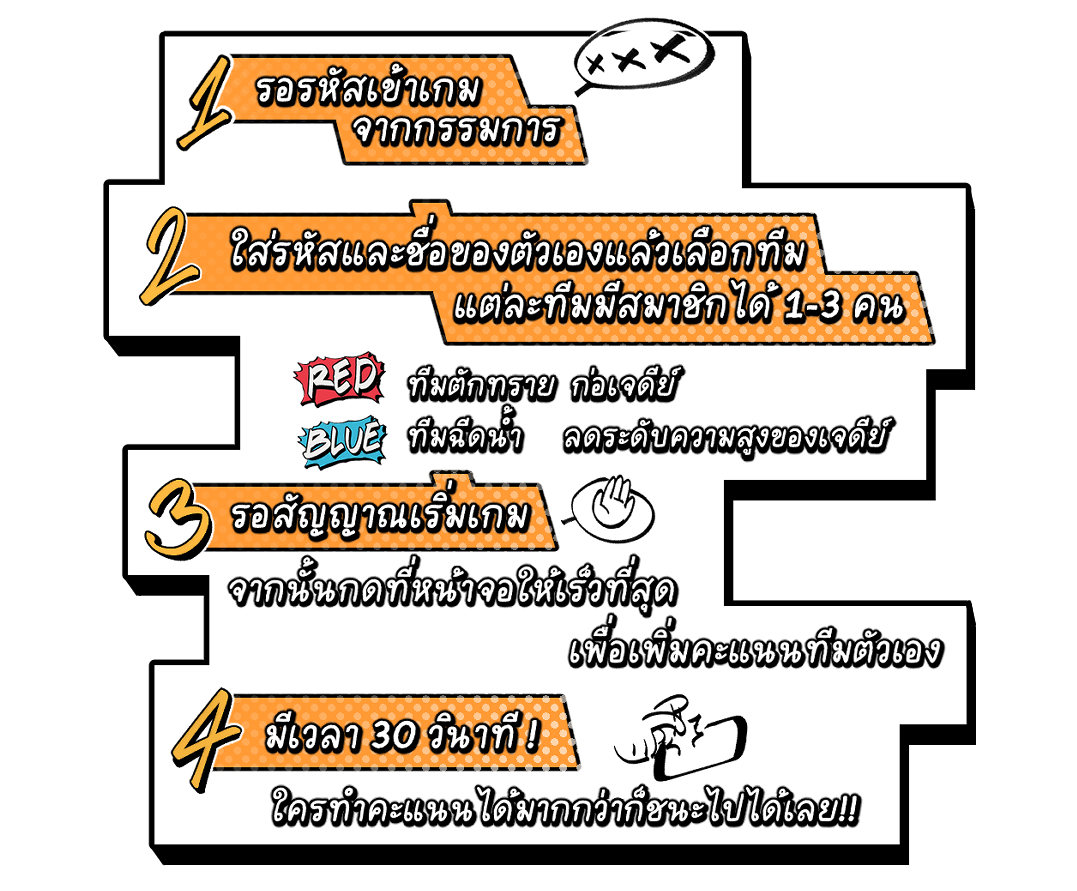 1 รอรหัสเข้าเกม
จากกรรมการ
2 ใส่รหัสและชื่อของตัวเองแล้วเลือกทีม
แต่ละทีมมีสมาชิกได้ 1-3 คน
RED ทีมตักทราย ก่อเจดีย์
BLUE ทีมฉีดน้ำ ลดระดับความสูงของเจดีย์
3 รอสัญญาณเริ่มเกม
จากนั้นกดที่หน้าจอให้เร็วที่สุด
เพื่อเพิ่มคะแนนทีมตัวเอง
4 มีเวลา 30 วินาที !
ใครทำคะแนนได้มากกว่าก็ชนะไปได้เลย!!